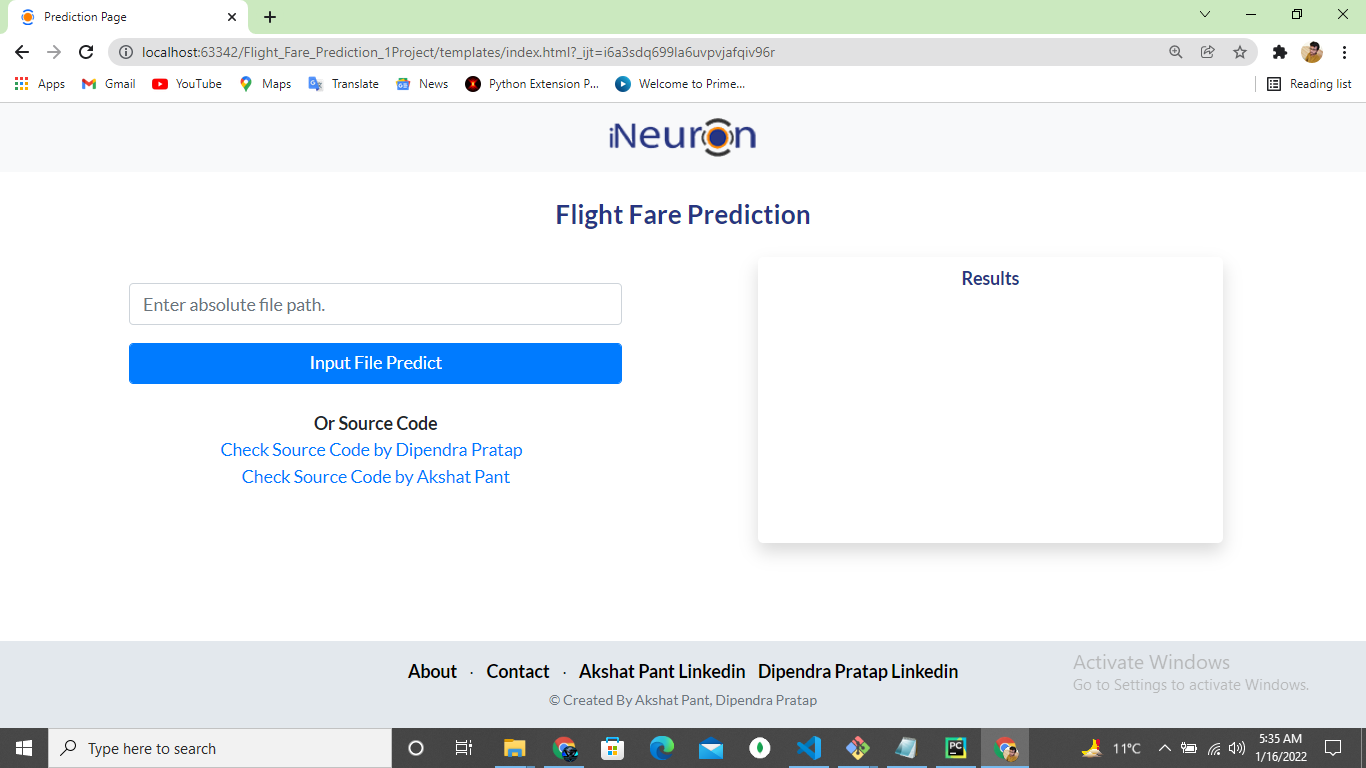 Prediction Page
localhost:63342/Flight_Fare_Prediction_1Project/templates/index.html?_ijt=i6a3sdq699la6uvpvjafqiv96r
Apps Gmail YouTube Maps Translate News Python Extension P... Welcome to Prime... Reading list
iNeuron
Flight Fare Prediction
Enter absolute file path.
Input File Predict
Or Source Code
Check Source Code by Dipendra Pratap
Check Source Code by Akshat Pant
Results
About · Contact · Akshat Pant Linkedin Dipendra Pratap Linkedin
© Created By Akshat Pant, Dipendra Pratap
Activate Windows
Go to Settings to activate Windows.
Type here to search
PC
11°C
5:35 AM
1/16/2022